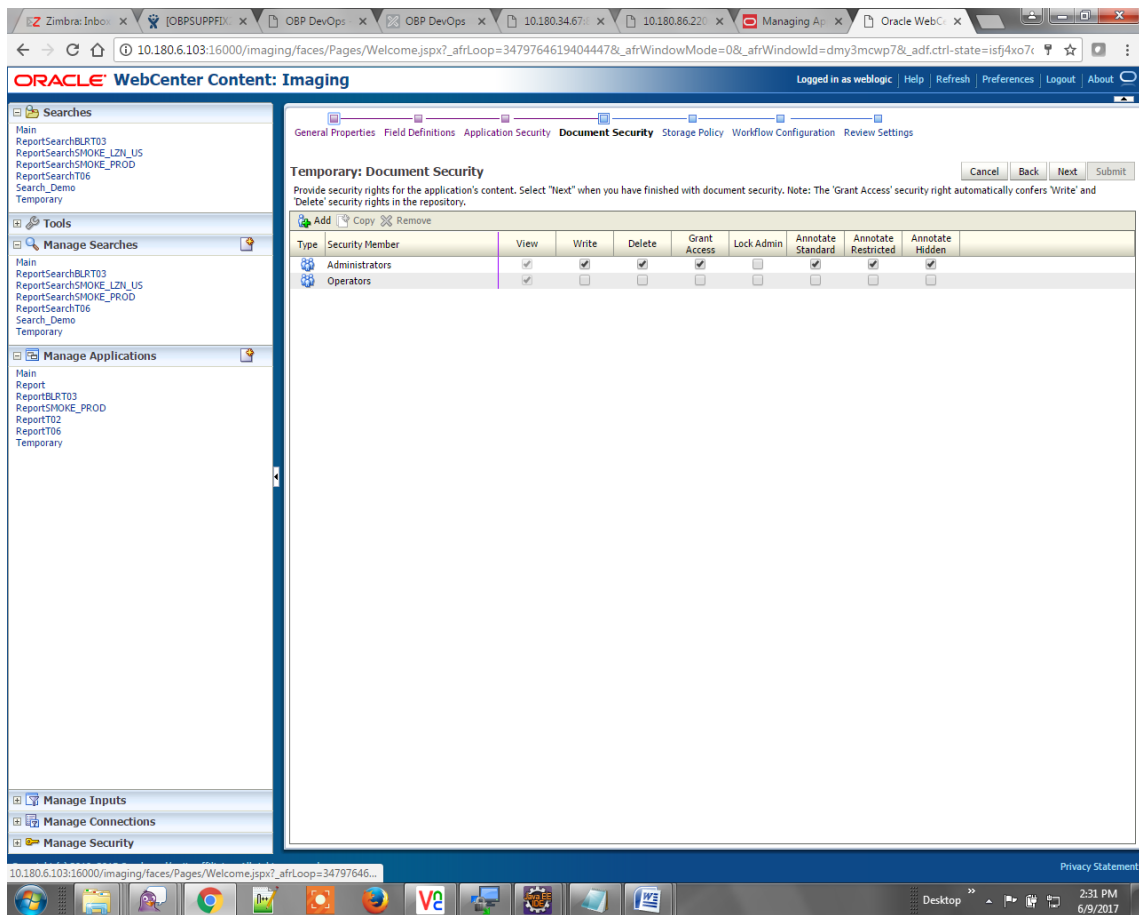 Zimbra: Inbo
[OBPSUPPFIX
OBP DevOps
OBP DevOps
10.180.34.67:
10.180.86.220
Managing Ap
Oracle WebCe
10.180.6.103:16000/imaging/faces/Pages/Welcome.jspx?_afrLoop=34797646194044478&_afrWindowMode=0&_afrWindowId=dmy3mcwp7&_adf.ctrl-state=isfj4xo7c
ORACLE WebCenter Content: Imaging
Logged in as weblogic | Help | Refresh | Preferences | Logout | About
Searches
Main
ReportSearchBLRT03
ReportSearchSMOKE_LZN_US
ReportSearchSMOKE_PROD
ReportSearchT06
Search_Demo
Temporary
Tools
Manage Searches
Main
ReportSearchBLRT03
ReportSearchSMOKE_LZN_US
ReportSearchSMOKE_PROD
ReportSearchT06
Search_Demo
Temporary
Manage Applications
Main
Report
ReportBLRT03
ReportSMOKE_PROD
ReportT02
ReportT06
Temporary
Manage Inputs
Manage Connections
Manage Security
General Properties Field Definitions Application Security Document Security Storage Policy Workflow Configuration Review Settings
Temporary: Document Security
Cancel Back Next Submit
Provide security rights for the application's content. Select "Next" when you have finished with document security. Note: The 'Grant Access' security right automatically confers 'Write' and
'Delete' security rights in the repository.
Add Copy Remove
Type Security Member View Write Delete Grant Access Lock Admin Annotate Standard Annotate Restricted Annotate Hidden
Administrators
Operators
Privacy Statement
10.180.6.103:16000/imaging/faces/Pages/Welcome.jspx?_afrLoop=34797646...
Desktop
2:31 PM
6/9/2017